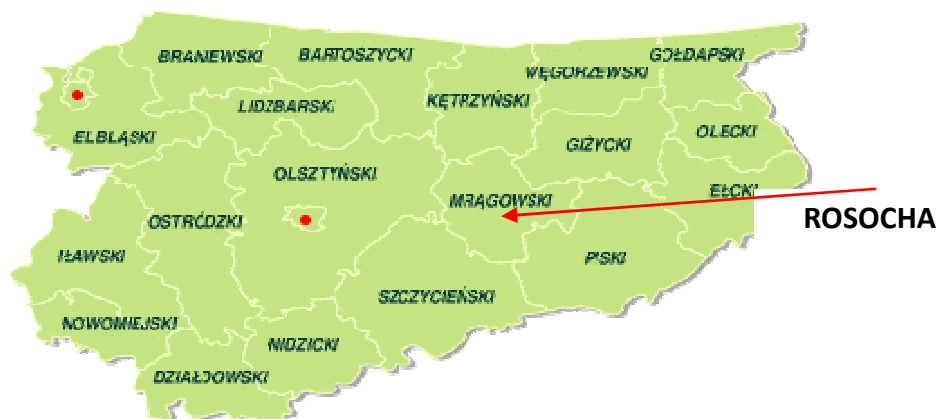 BRANIEWSKI
BARTOSZYCKI
GOŁDAPSKI
WĘGORZEWSKI
KĘTRZYŃSKI
LIDZBARSKI
ELBLĄSKI
OLECKI
GIŻYCKI
OLSZTYŃSKI
EŁCKI
MRĄGOWSKI
ROSOCHA
OSTRÓDZKI
IŁAWSKI
PISKI
SZCZYCIEŃSKI
NOWOMIEJSKI
NIDZICKI
DZIAŁDOWSKI